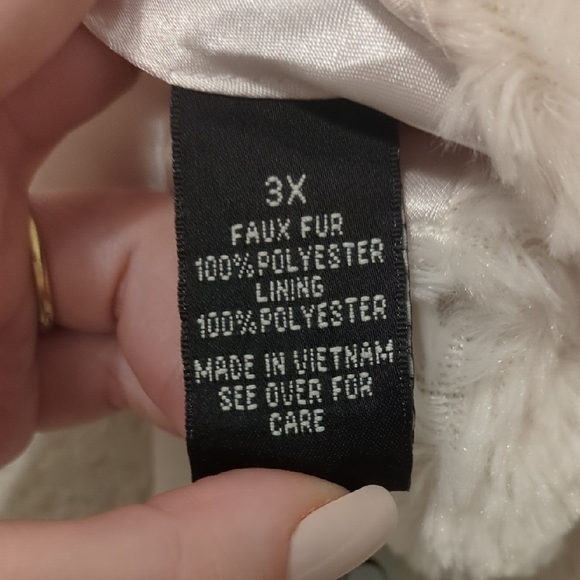 3X
FAUX FUR
100% POLYESTER
LINING
100% POLYESTER
MADE IN VIETNAM
SEE OVER FOR
CARE